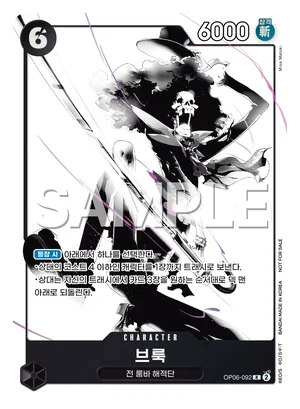 6
6000
참격
斬
SAMPLE
등장 시 아래에서 하나를 선택한다.
•상대의 코스트 4 이하인 캐릭터를 1장까지 트래시로 보낸다.
•상대는 자신의 트래시에서 카드 3장을 원하는 순서대로 덱 맨
아래로 되돌린다.
CHARACTER
브룩
전 룸바 해적단
OP06-092 R 2
BANDAI MADE IN KOREA NOT FOR SALE